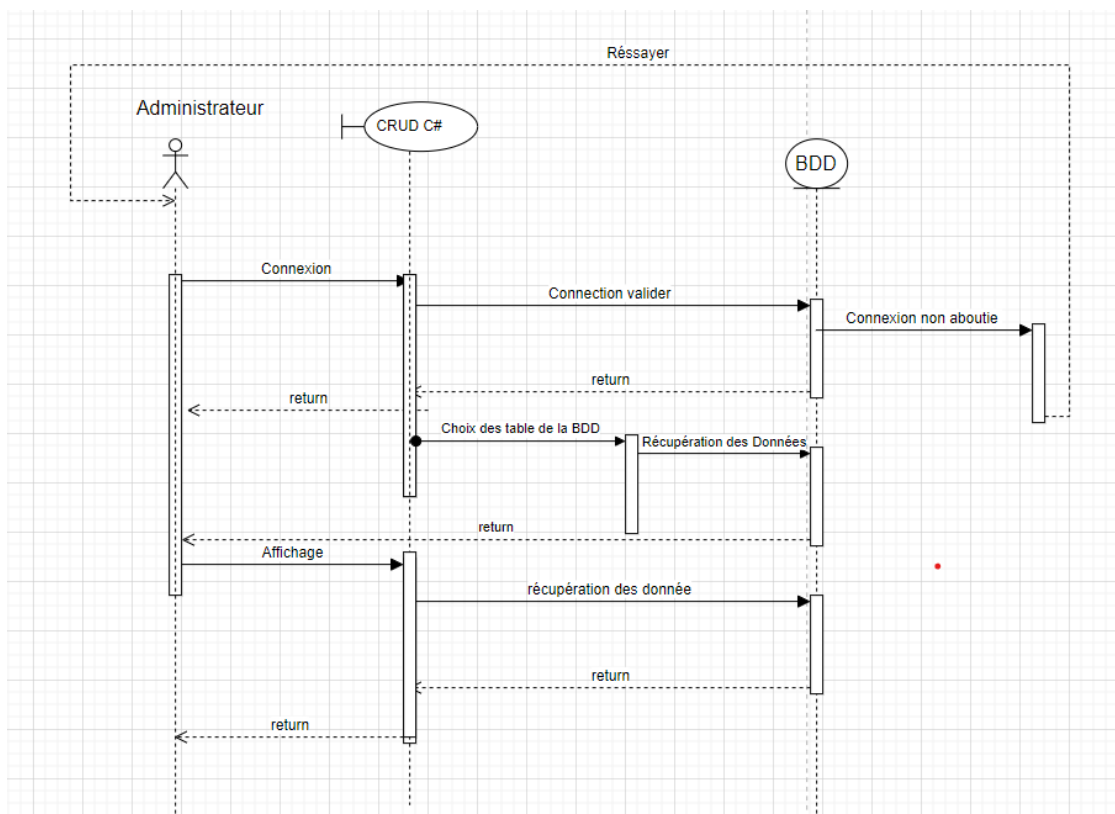 Réssayer
Administrateur
CRUD C#
BDD
Connexion
Connection valider
Connexion non aboutie
return
return
Choix des table de la BDD
Récupération des Données
return
Affichage
récupération des donnée
return
return